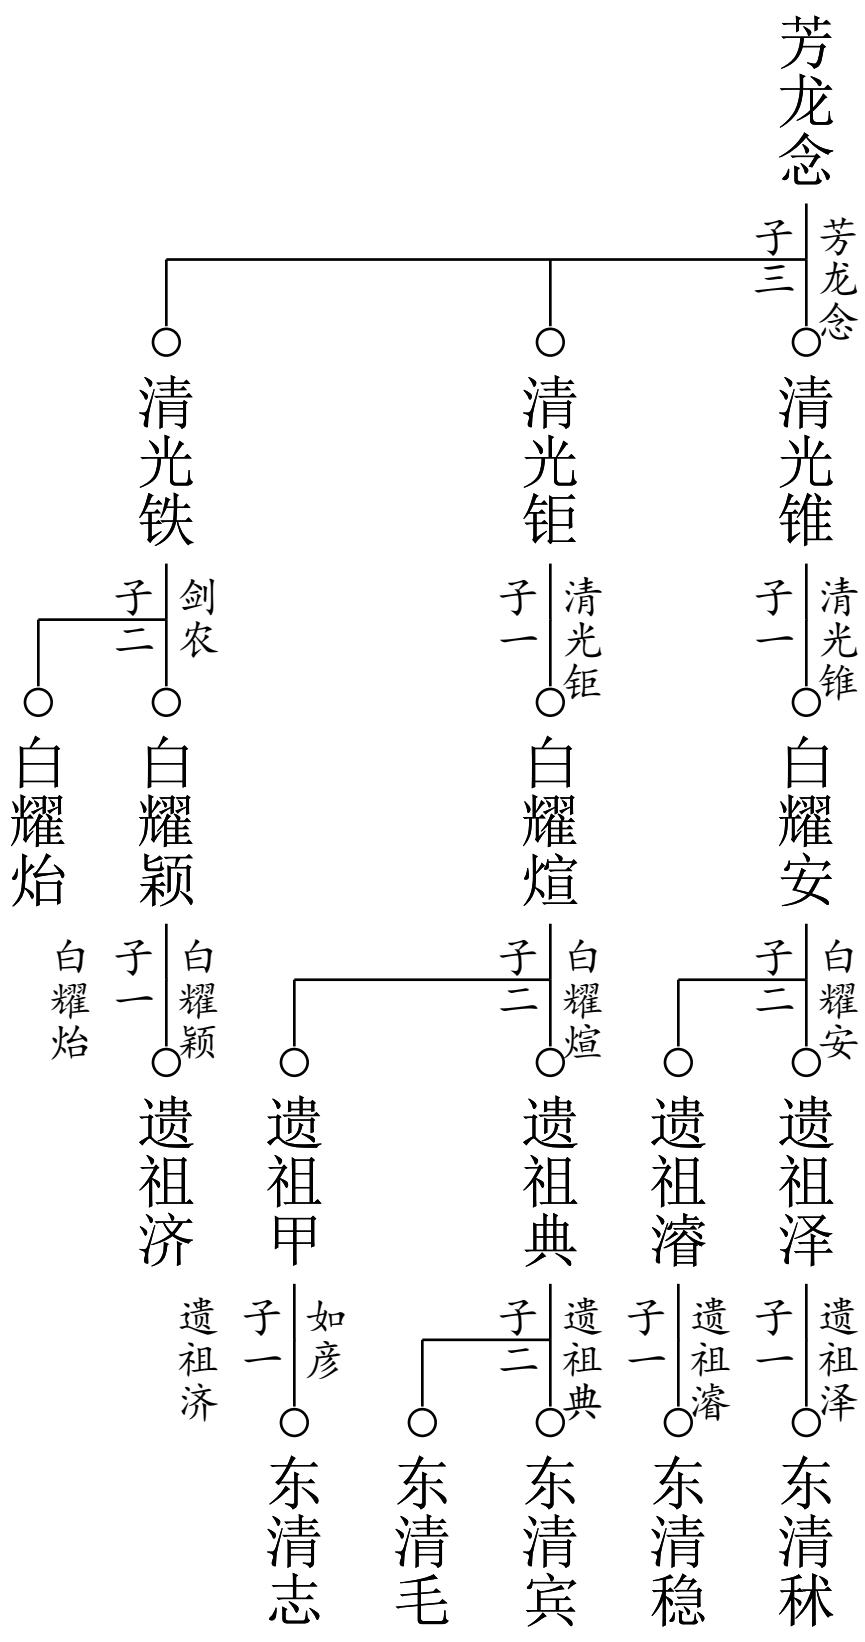 芳龙念
芳龙念
子三
清光锥
清光钜
清光铁
清光锥
子一
清光钜
子一
剑农
子二
白耀安
白耀煊
白耀颖
白耀炲
白耀安
子二
白耀煊
子二
白耀颖
子一
白耀炲
遗祖泽
遗祖濬
遗祖典
遗祖甲
遗祖济
遗祖泽
子一
遗祖濬
子一
遗祖典
子二
如彦
子一
遗祖济
东清秫
东清稳
东清宾
东清毛
东清志